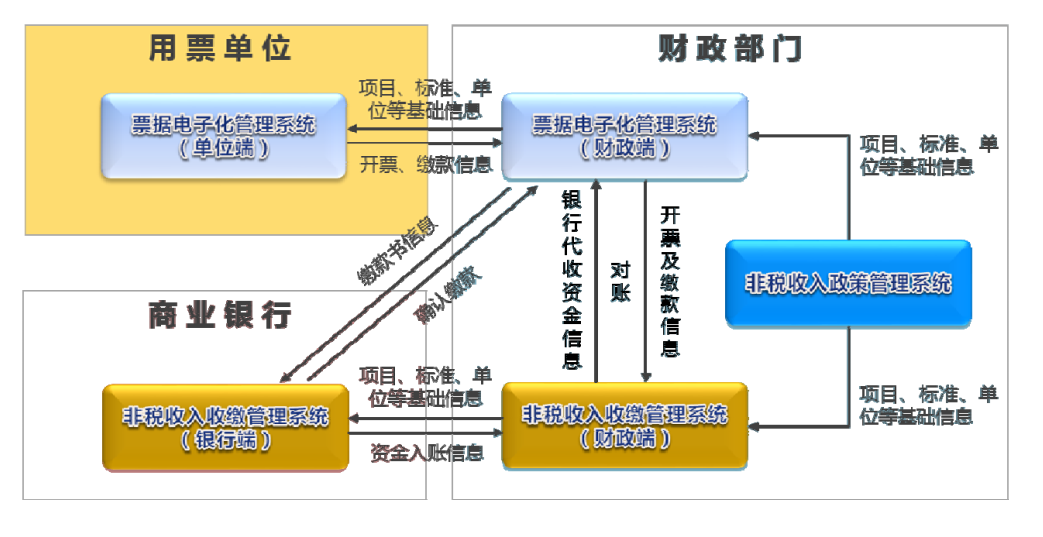 用票单位
财政部门
项目、标准、单
位等基础信息
票据电子化管理系统
（单位端）
票据电子化管理系统
（财政端）
开票、缴款信息
项目、标准、单
位等基础信息
缴款书信息
确认缴款
银行代收资金信息
对账
开票及缴款信息
非税收入政策管理系统
商业银行
项目、标准、单
位等基础信息
非税收入收缴管理系统
（银行端）
非税收入收缴管理系统
（财政端）
资金入账信息
项目、标准、单
位等基础信息